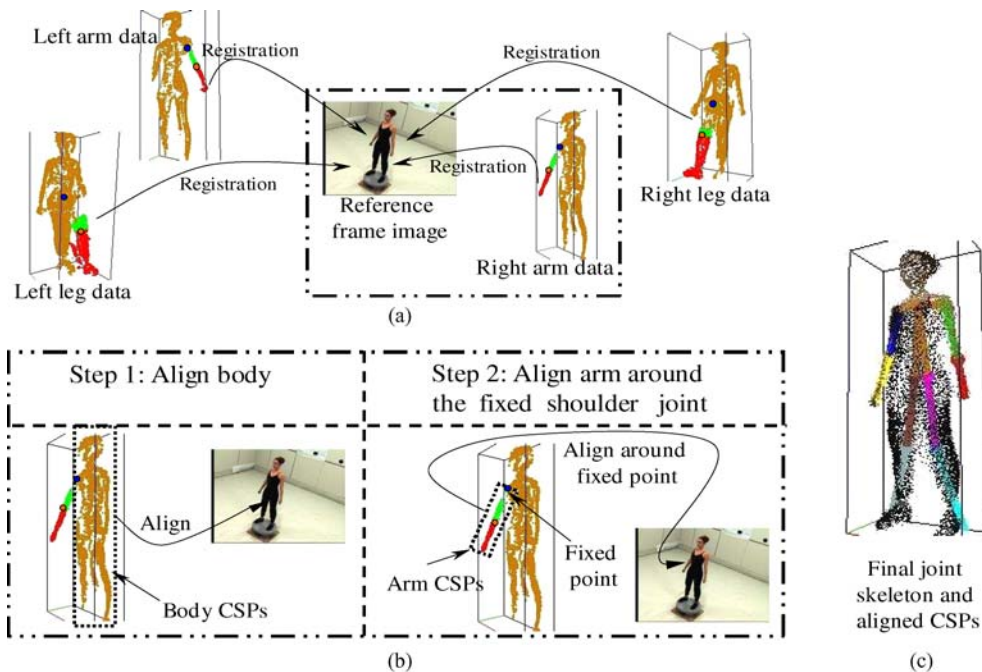 Left arm data
Registration
Registration
Registration
Registration
Reference
frame image
Right arm data
Right leg data
Left leg data
(a)
Step 1: Align body
Step 2: Align arm around
the fixed shoulder joint
Align
Body CSPs
Align around
fixed point
Arm CSPs
Fixed
point
(b)
Final joint
skeleton and
aligned CSPs
(c)